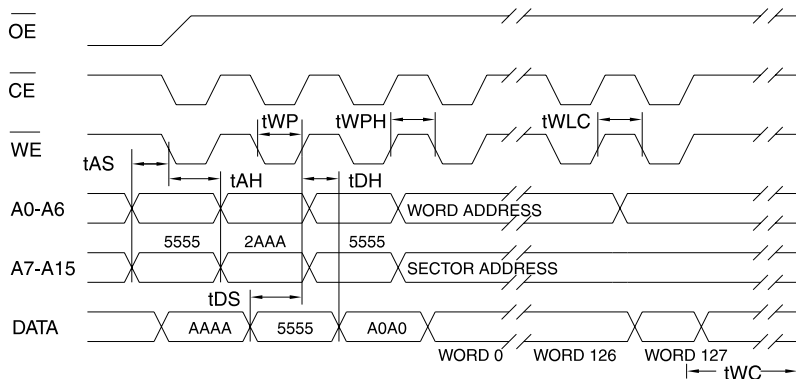 OE
CE
tWP tWPH tWLC
WE
tAS
tAH tDH
A0-A6 WORD ADDRESS
5555 2AAA 5555
A7-A15 SECTOR ADDRESS
tDS
DATA AAAA 5555 A0A0
WORD 0 WORD 126 WORD 127
tWC